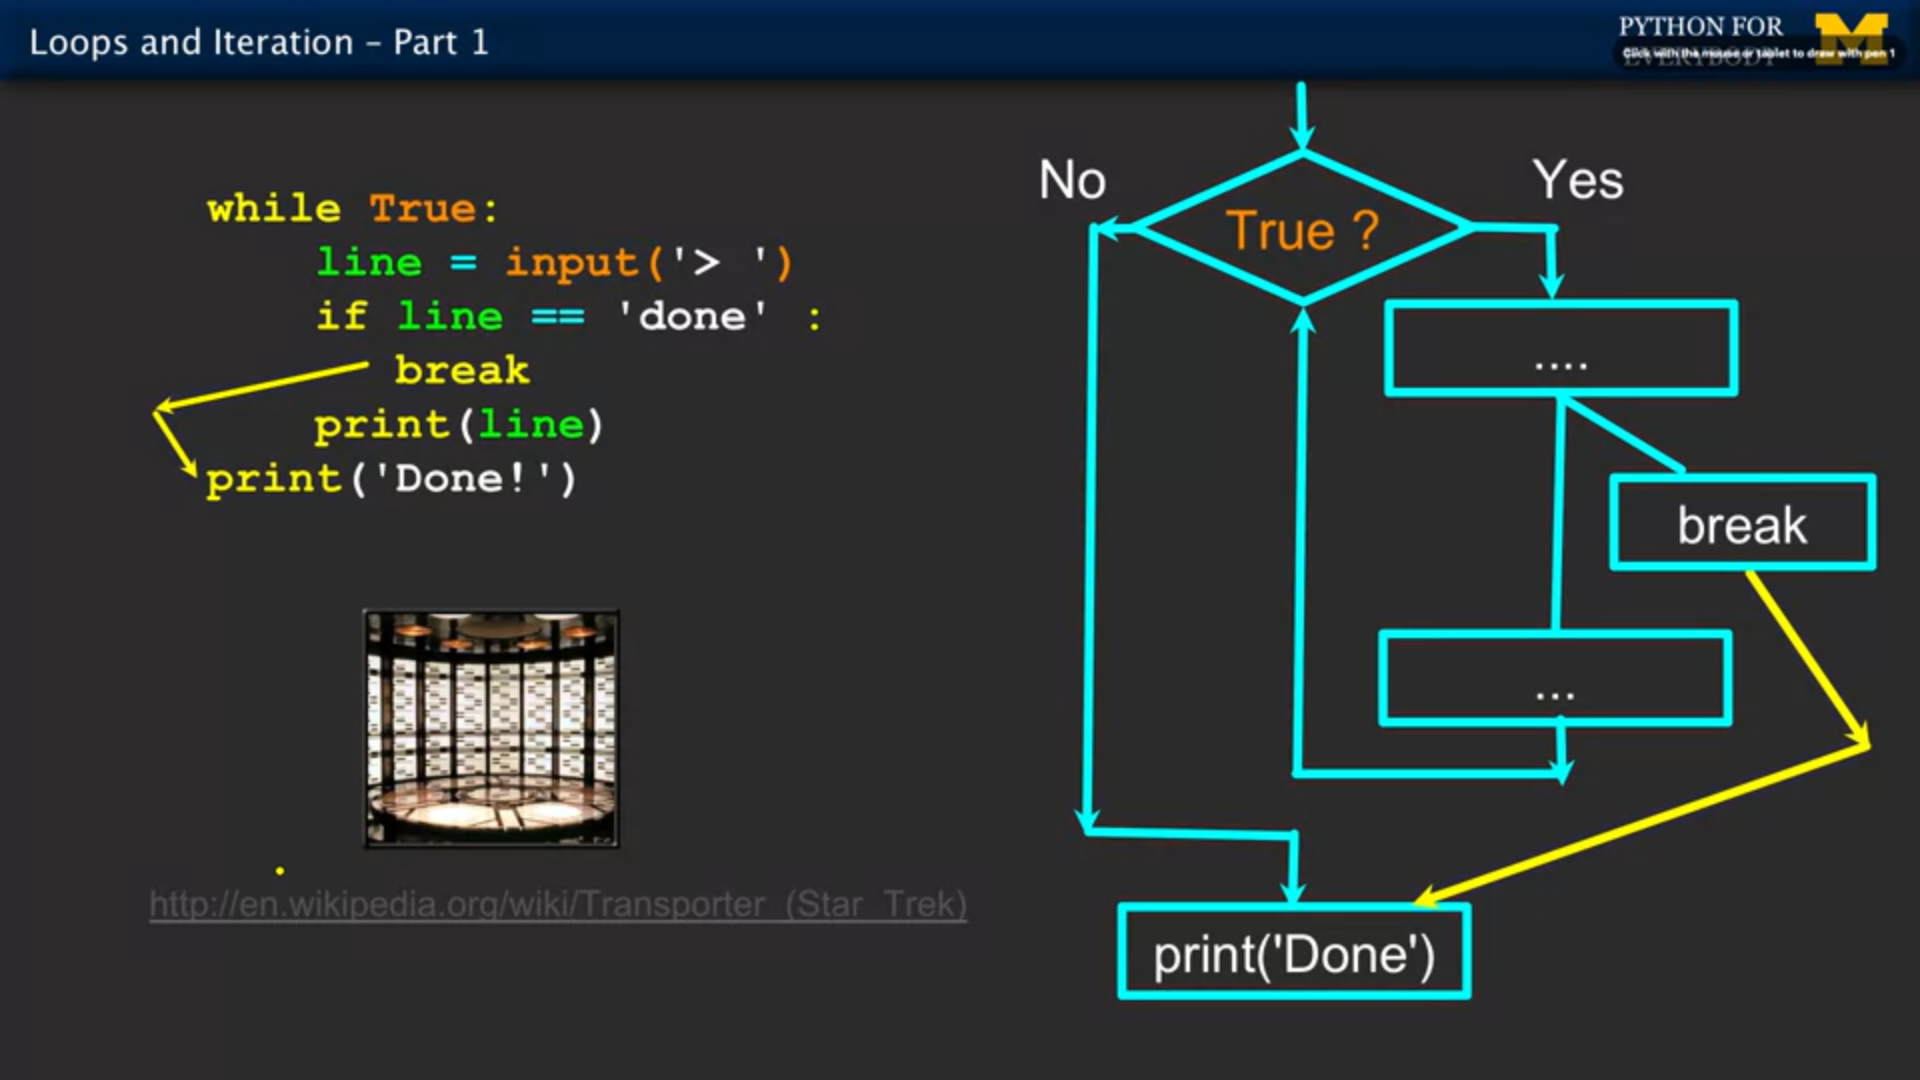 Loops and Iteration – Part 1
PYTHON FOR
EVERYBODY
Click with the mouse or tablet to draw with pen 1
while True:
line = input('> ')
if line == 'done' :
break
print(line)
print('Done!')
http://en.wikipedia.org/wiki/Transporter_(Star_Trek)
No
Yes
True ?
....
break
...
print('Done')